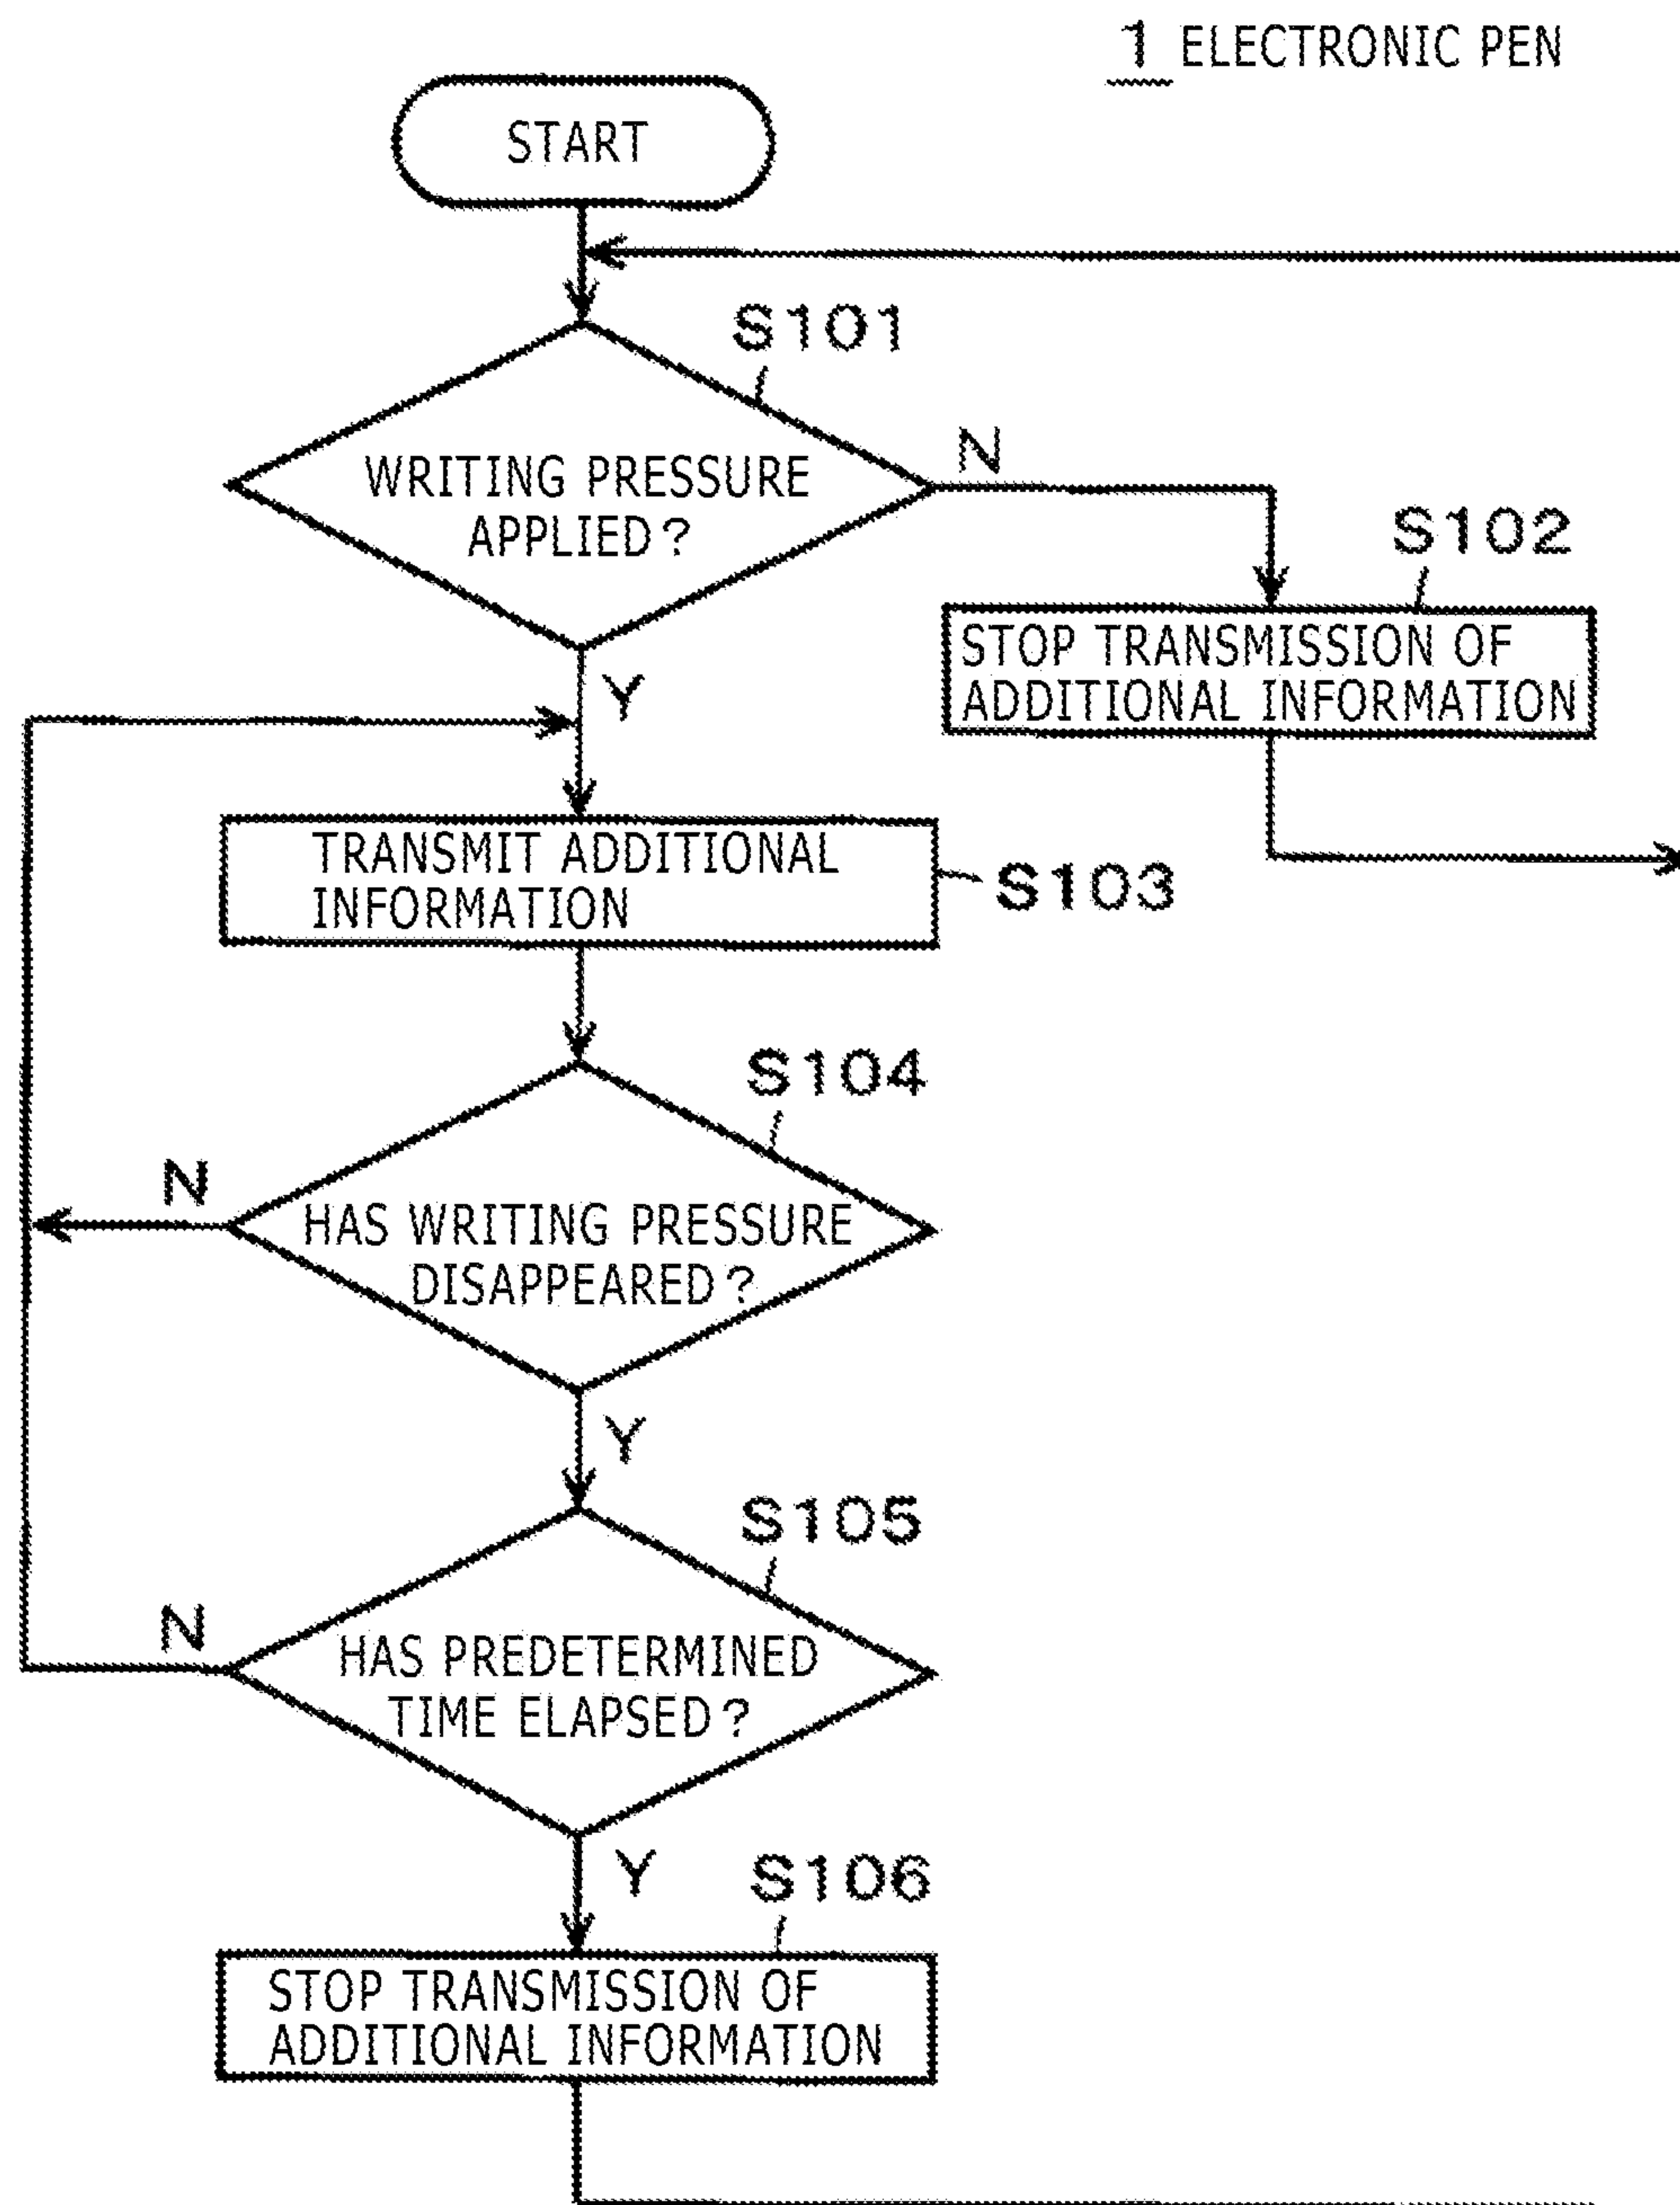 1 ELECTRONIC PEN
START
S101
WRITING PRESSURE
APPLIED?
N
S102
STOP TRANSMISSION OF
ADDITIONAL INFORMATION
Y
TRANSMIT ADDITIONAL
INFORMATION
S103
S104
N
HAS WRITING PRESSURE
DISAPPEARED?
Y
S105
N
HAS PREDETERMINED
TIME ELAPSED?
Y
S106
STOP TRANSMISSION OF
ADDITIONAL INFORMATION